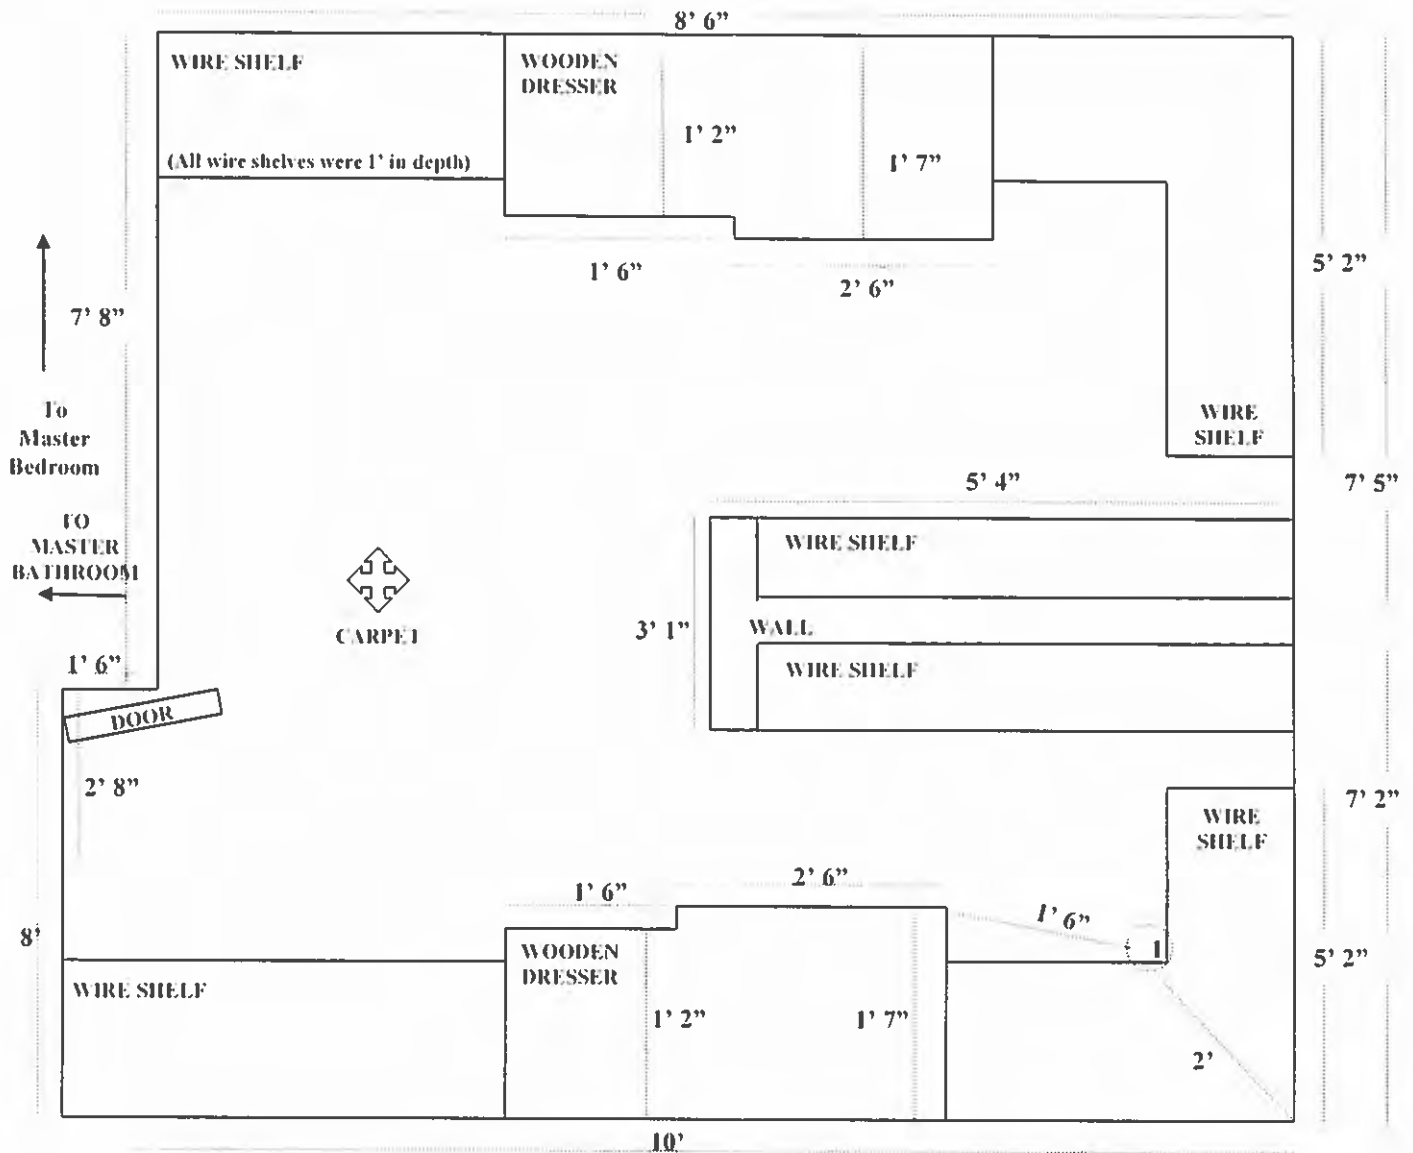 8' 6"
WIRE SHELF
(All wire shelves were 1' in depth)
WOODEN
DRESSER
1' 2"
1' 7"
1' 6"
2' 6"
5' 2"
7' 8"
To
Master
Bedroom
TO
MASTER
BATHROOM
1' 6"
WIRE
SHELF
7' 5"
5' 4"
WIRE SHELF
WALL
WIRE SHELF
3' 1"
CARPET
DOOR
2' 8"
8'
WIRE SHELF
1' 6"
2' 6"
WOODEN
DRESSER
1' 2"
1' 7"
1' 6"
1
2'
WIRE
SHELF
7' 2"
5' 2"
10'